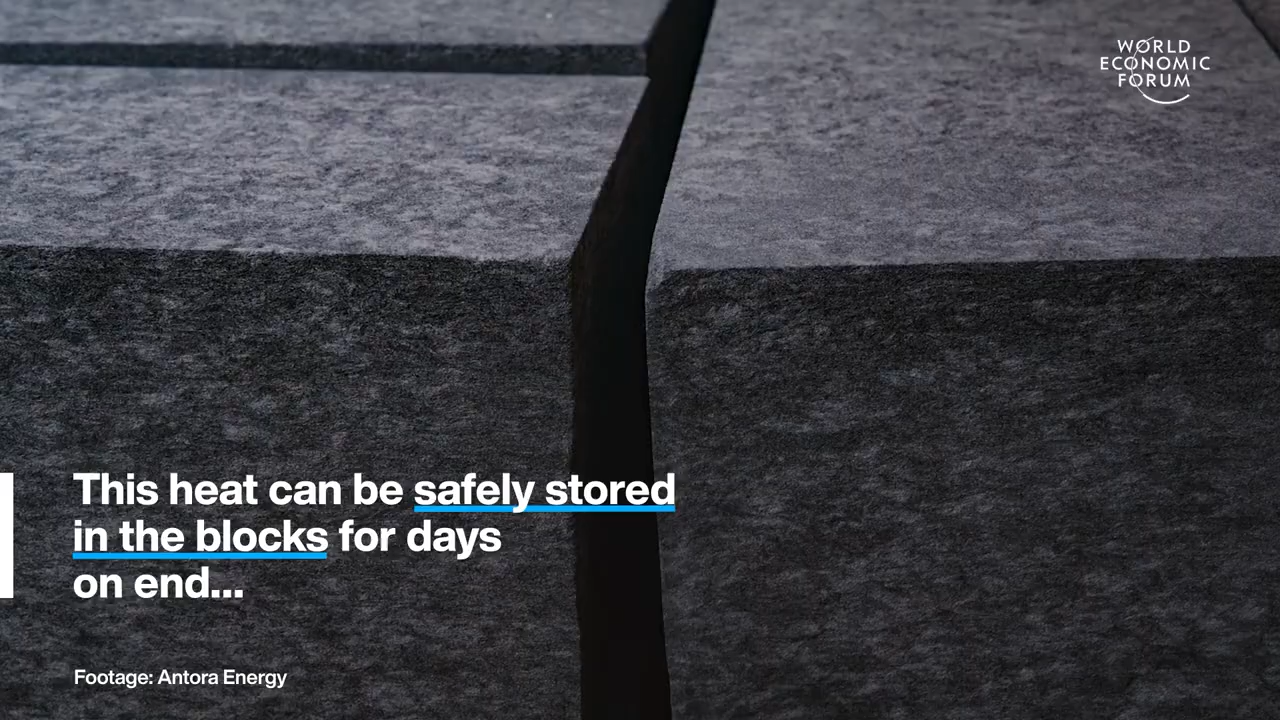 WORLD
ECONOMIC
FORUM
This heat can be safely stored
in the blocks for days
on end...
Footage: Antora Energy